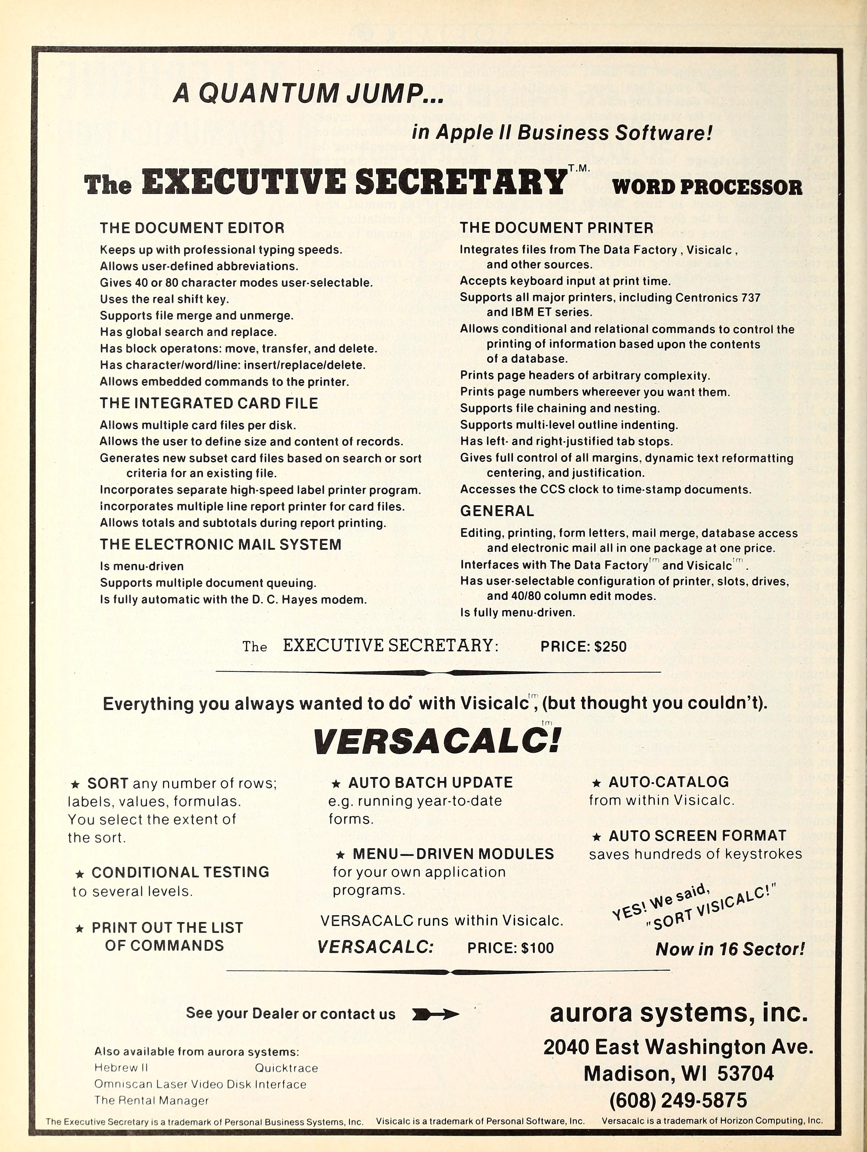 A QUANTUM JUMP...
in Apple II Business Software!
The EXECUTIVE SECRETARY T.M. WORD PROCESSOR
THE DOCUMENT EDITOR
Keeps up with professional typing speeds.
Allows user-defined abbreviations.
Gives 40 or 80 character modes user-selectable.
Uses the real shift key.
Supports file merge and unmerge.
Has global search and replace.
Has block operatons: move, transfer, and delete.
Has character/word/line: insert/replace/delete.
Allows embedded commands to the printer.
THE INTEGRATED CARD FILE
Allows multiple card files per disk.
Allows the user to define size and content of records.
Generates new subset card files based on search or sort
criteria for an existing file.
Incorporates separate high-speed label printer program.
Incorporates multiple line report printer for card files.
Allows totals and subtotals during report printing.
THE ELECTRONIC MAIL SYSTEM
Is menu-driven
Supports multiple document queuing.
Is fully automatic with the D. C. Hayes modem.
THE DOCUMENT PRINTER
Integrates files from The Data Factory , Visicalc ,
and other sources.
Accepts keyboard input at print time.
Supports all major printers, including Centronics 737
and IBM ET series.
Allows conditional and relational commands to control the
printing of information based upon the contents
of a database.
Prints page headers of arbitrary complexity.
Prints page numbers whereever you want them.
Supports file chaining and nesting.
Supports multi-level outline indenting.
Has left- and right-justified tab stops.
Gives full control of all margins, dynamic text reformatting
centering, and justification.
Accesses the CCS clock to time-stamp documents.
GENERAL
Editing, printing, form letters, mail merge, database access
and electronic mail all in one package at one price.
Interfaces with The Data Factory tm and Visicalc tm .
Has user-selectable configuration of printer, slots, drives,
and 40/80 column edit modes.
Is fully menu-driven.
The EXECUTIVE SECRETARY: PRICE: $250
Everything you always wanted to do* with Visicalc tm, (but thought you couldn't).
VERSACALC tm!
★ SORT any number of rows;
labels, values, formulas.
You select the extent of
the sort.
★ CONDITIONAL TESTING
to several levels.
★ PRINT OUT THE LIST
OF COMMANDS
★ AUTO BATCH UPDATE
e.g. running year-to-date
forms.
★ MENU—DRIVEN MODULES
for your own application
programs.
VERSACALC runs within Visicalc.
VERSACALC: PRICE: $100
★ AUTO-CATALOG
from within Visicalc.
★ AUTO SCREEN FORMAT
saves hundreds of keystrokes
YES! We said,
"SORT VISICALC!"
Now in 16 Sector!
See your Dealer or contact us
aurora systems, inc.
2040 East Washington Ave.
Madison, WI 53704
(608) 249-5875
Also available from aurora systems:
Hebrew II Quicktrace
Omniscan Laser Video Disk Interface
The Rental Manager
The Executive Secretary is a trademark of Personal Business Systems, Inc. Visicalc is a trademark of Personal Software, Inc. Versacalc is a trademark of Horizon Computing, Inc.